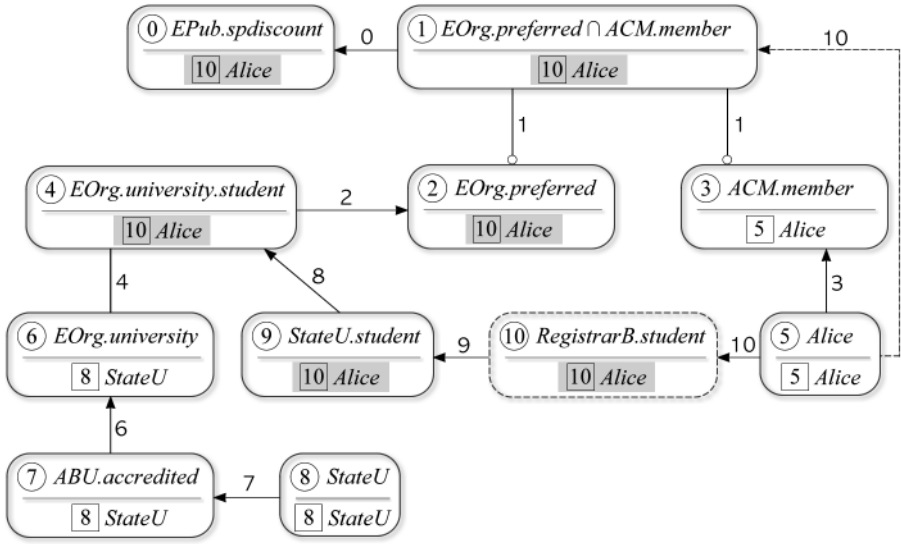 0 EPub.spdiscount
10 Alice
0
1 EOrg.preferred ∩ ACM.member
10 Alice
10
1
1
4 EOrg.university.student
10 Alice
2
2 EOrg.preferred
10 Alice
3 ACM.member
5 Alice
4
8
3
6 EOrg.university
8 StateU
9 StateU.student
10 Alice
9
10 RegistrarB.student
10 Alice
10
5 Alice
5 Alice
6
7 ABU.accredited
8 StateU
7
8 StateU
8 StateU